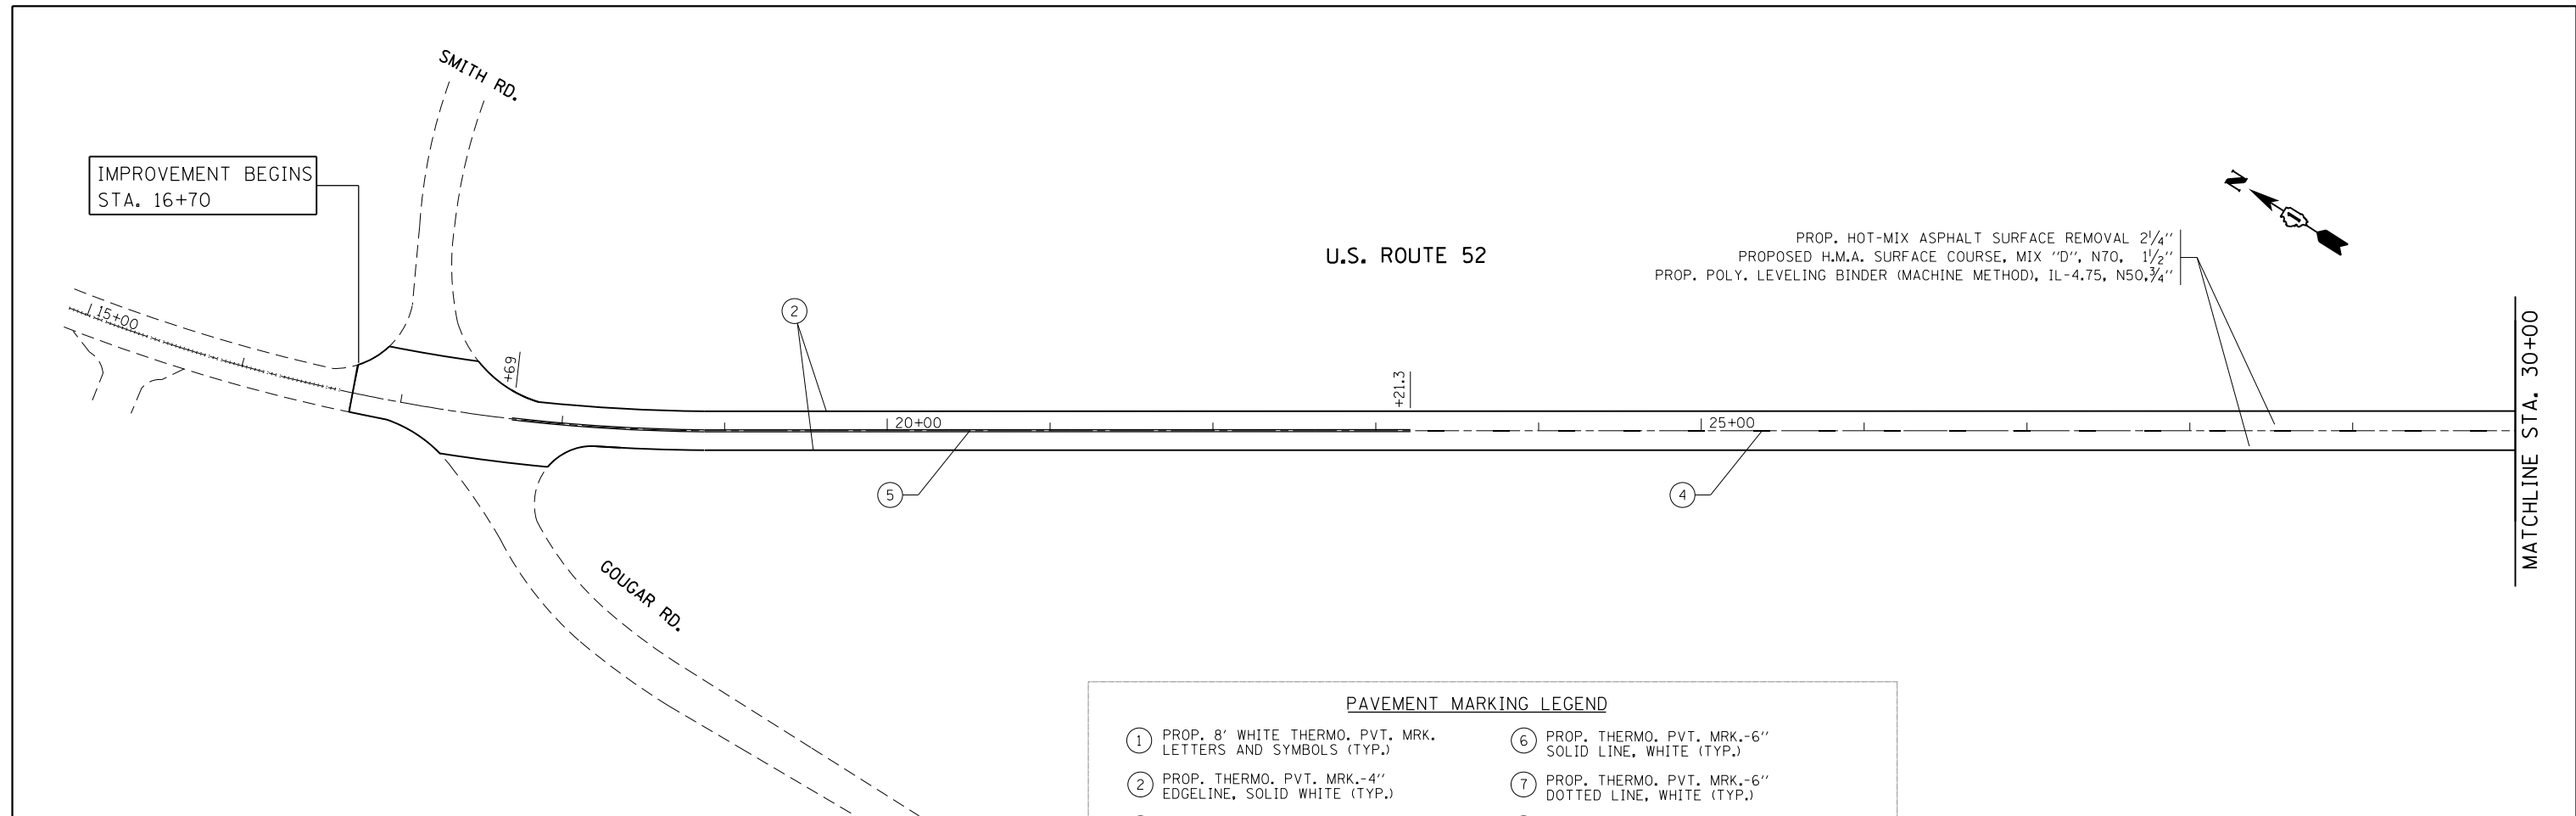 SMITH RD.
IMPROVEMENT BEGINS
STA. 16+70
N
U.S. ROUTE 52
PROP. HOT-MIX ASPHALT SURFACE REMOVAL 2 1/4"
PROPOSED H.M.A. SURFACE COURSE, MIX "D", N70, 1 1/2"
PROP. POLY. LEVELING BINDER (MACHINE METHOD), IL-4.75, N50, 3/4"
15+00
2
+69
+21.3
20+00
25+00
MATCHLINE STA. 30+00
5
4
GOUGAR RD.
PAVEMENT MARKING LEGEND
1 PROP. 8' WHITE THERMO. PVT. MRK.
LETTERS AND SYMBOLS (TYP.)
2 PROP. THERMO. PVT. MRK.-4"
EDGELINE, SOLID WHITE (TYP.)
6 PROP. THERMO. PVT. MRK.-6"
SOLID LINE, WHITE (TYP.)
7 PROP. THERMO. PVT. MRK.-6"
DOTTED LINE, WHITE (TYP.)